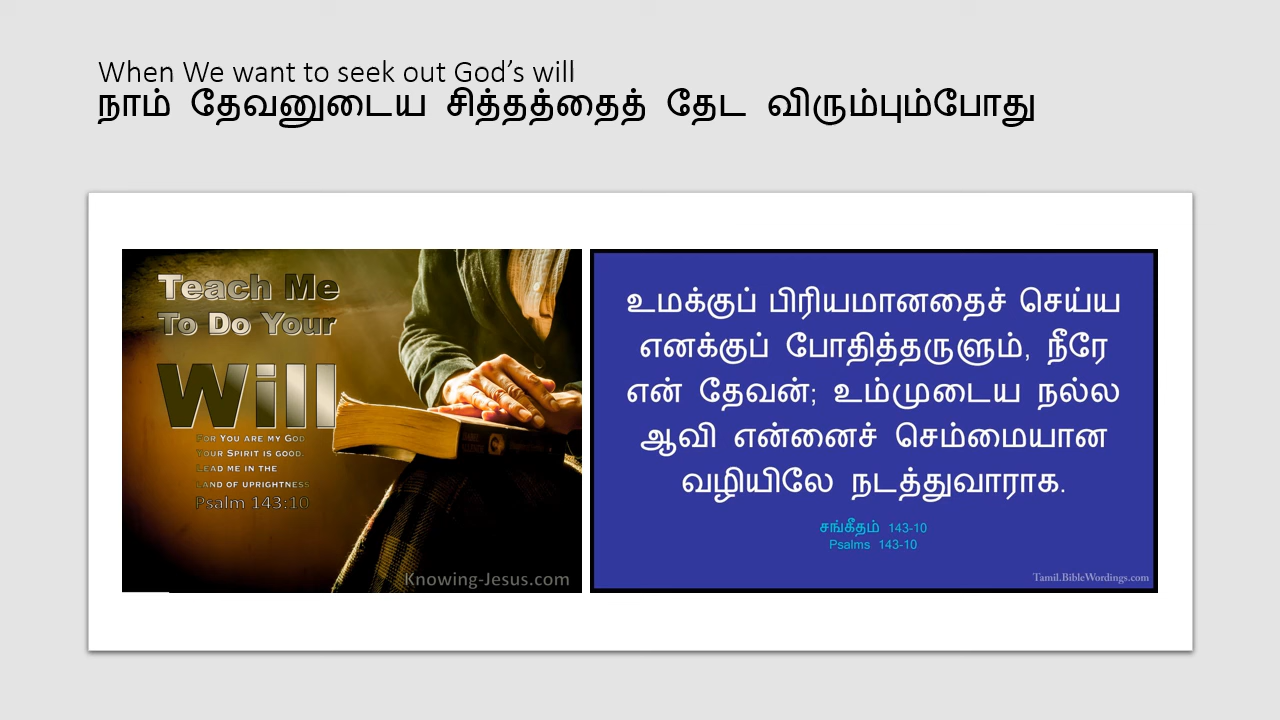 When We want to seek out God’s will
நாம் தேவனுடைய சித்தத்தைத் தேட விரும்பும்போது
Teach Me
To Do Your
Will
For You are my God
Your Spirit is good.
Lead me in the
land of uprightness
Psalm 143:10
Knowing-Jesus.com
உமக்குப் பிரியமானதைச் செய்ய
எனக்குப் போதித்தருளும், நீரே
என் தேவன்; உம்முடைய நல்ல
ஆவி என்னைச் செம்மையான
வழியிலே நடத்துவாராக.
சங்கீதம் 143-10
Psalms 143-10
Tamil.BibleWordings.com